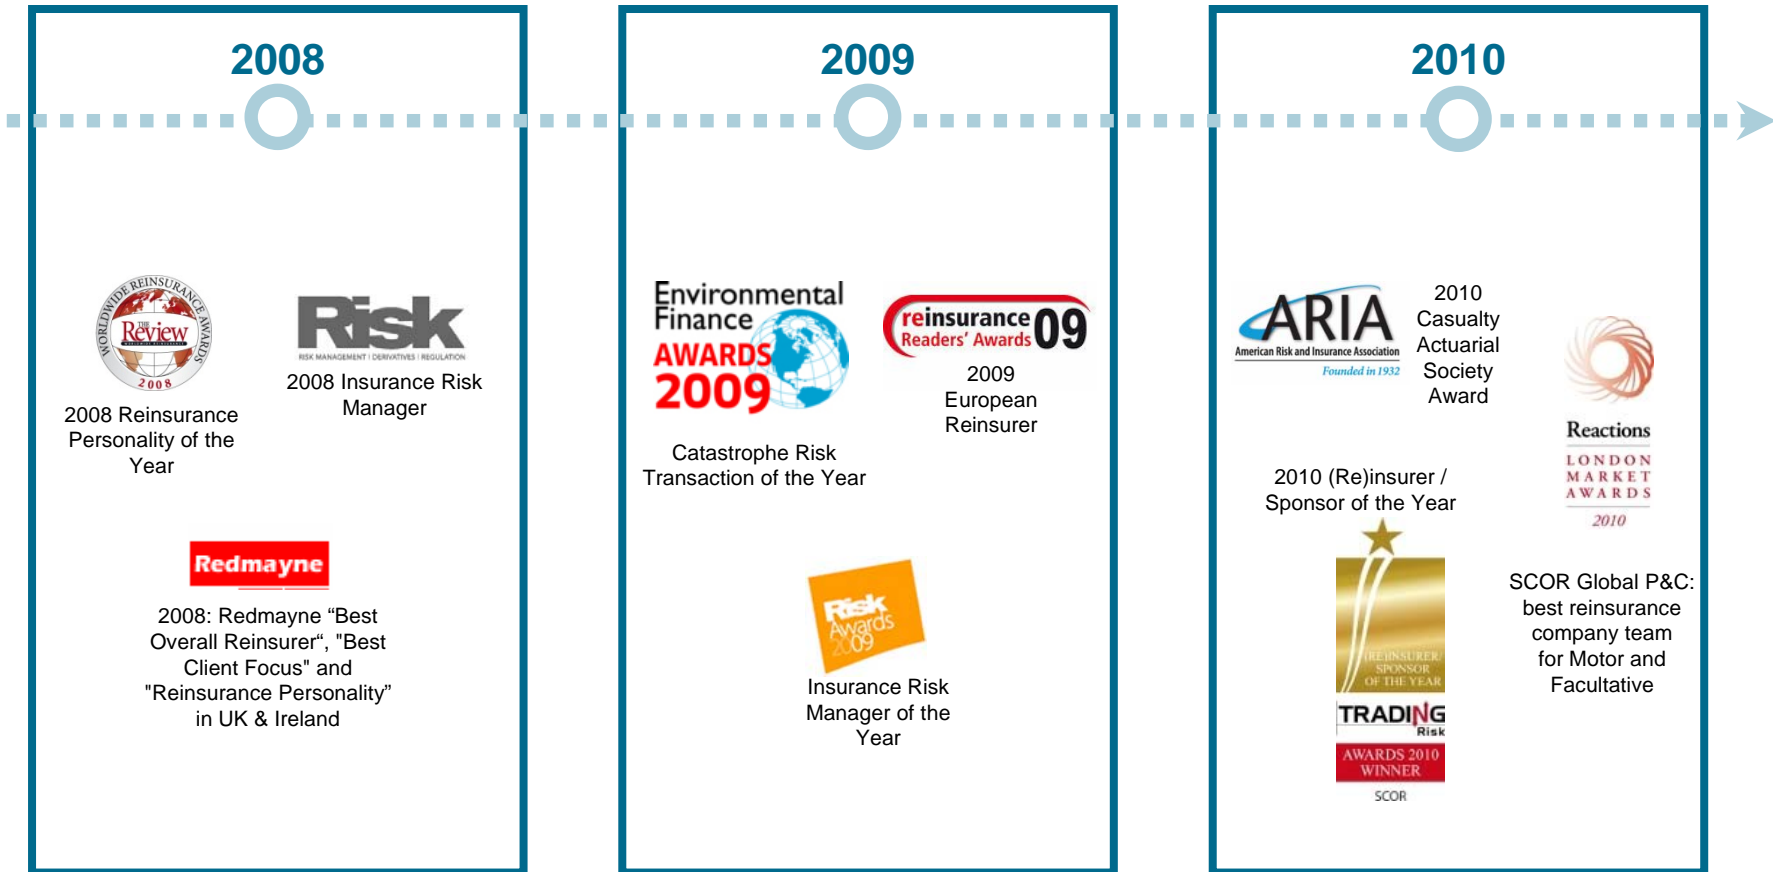 2008
WORLDWIDE REINSURANCE AWARDS
THE
Review
2008
2008 Reinsurance
Personality of the
Year
Risk
RISK MANAGEMENT | DERIVATIVES | REGULATION
2008 Insurance Risk
Manager
Redmayne
2008: Redmayne “Best
Overall Reinsurer“, "Best
Client Focus" and
"Reinsurance Personality”
in UK & Ireland
2009
Environmental
Finance
AWARDS
2009
Catastrophe Risk
Transaction of the Year
reinsurance
Readers’ Awards 09
2009
European
Reinsurer
Risk
Awards
2009
Insurance Risk
Manager of the
Year
2010
ARIA
American Risk and Insurance Association
Founded in 1932
2010
Casualty
Actuarial
Society
Award
Reactions
LONDON
MARKET
AWARDS
2010
SCOR Global P&C:
best reinsurance
company team
for Motor and
Facultative
2010 (Re)insurer /
Sponsor of the Year
(RE)INSURER/
SPONSOR
OF THE YEAR
TRADING
Risk
AWARDS 2010
WINNER
SCOR